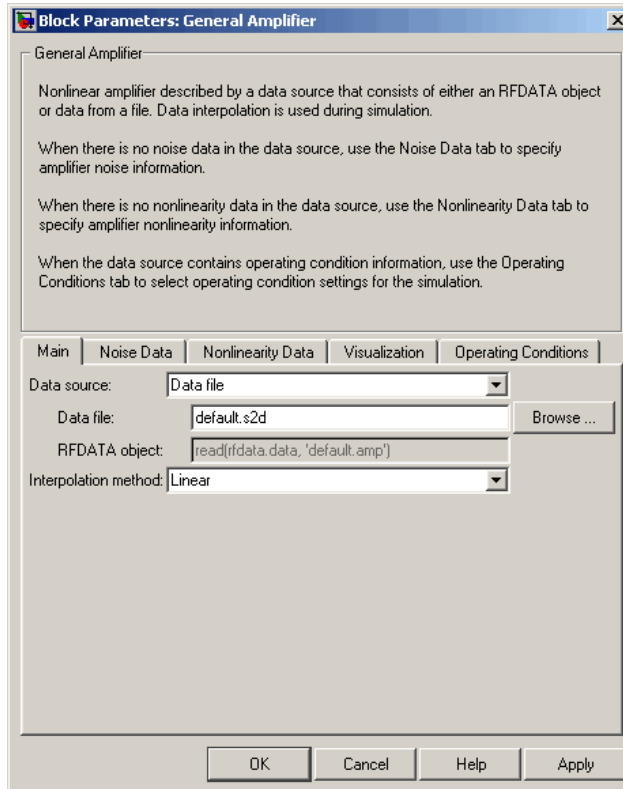 Block Parameters: General Amplifier
General Amplifier
Nonlinear amplifier described by a data source that consists of either an RFDATA object
or data from a file. Data interpolation is used during simulation.
When there is no noise data in the data source, use the Noise Data tab to specify
amplifier noise information.
When there is no nonlinearity data in the data source, use the Nonlinearity Data tab to
specify amplifier nonlinearity information.
When the data source contains operating condition information, use the Operating
Conditions tab to select operating condition settings for the simulation.
Main Noise Data Nonlinearity Data Visualization Operating Conditions
Data source: Data file
Data file: default.s2d Browse ...
RFDATA object: read(rfdata.data, 'default.amp')
Interpolation method: Linear
OK Cancel Help Apply